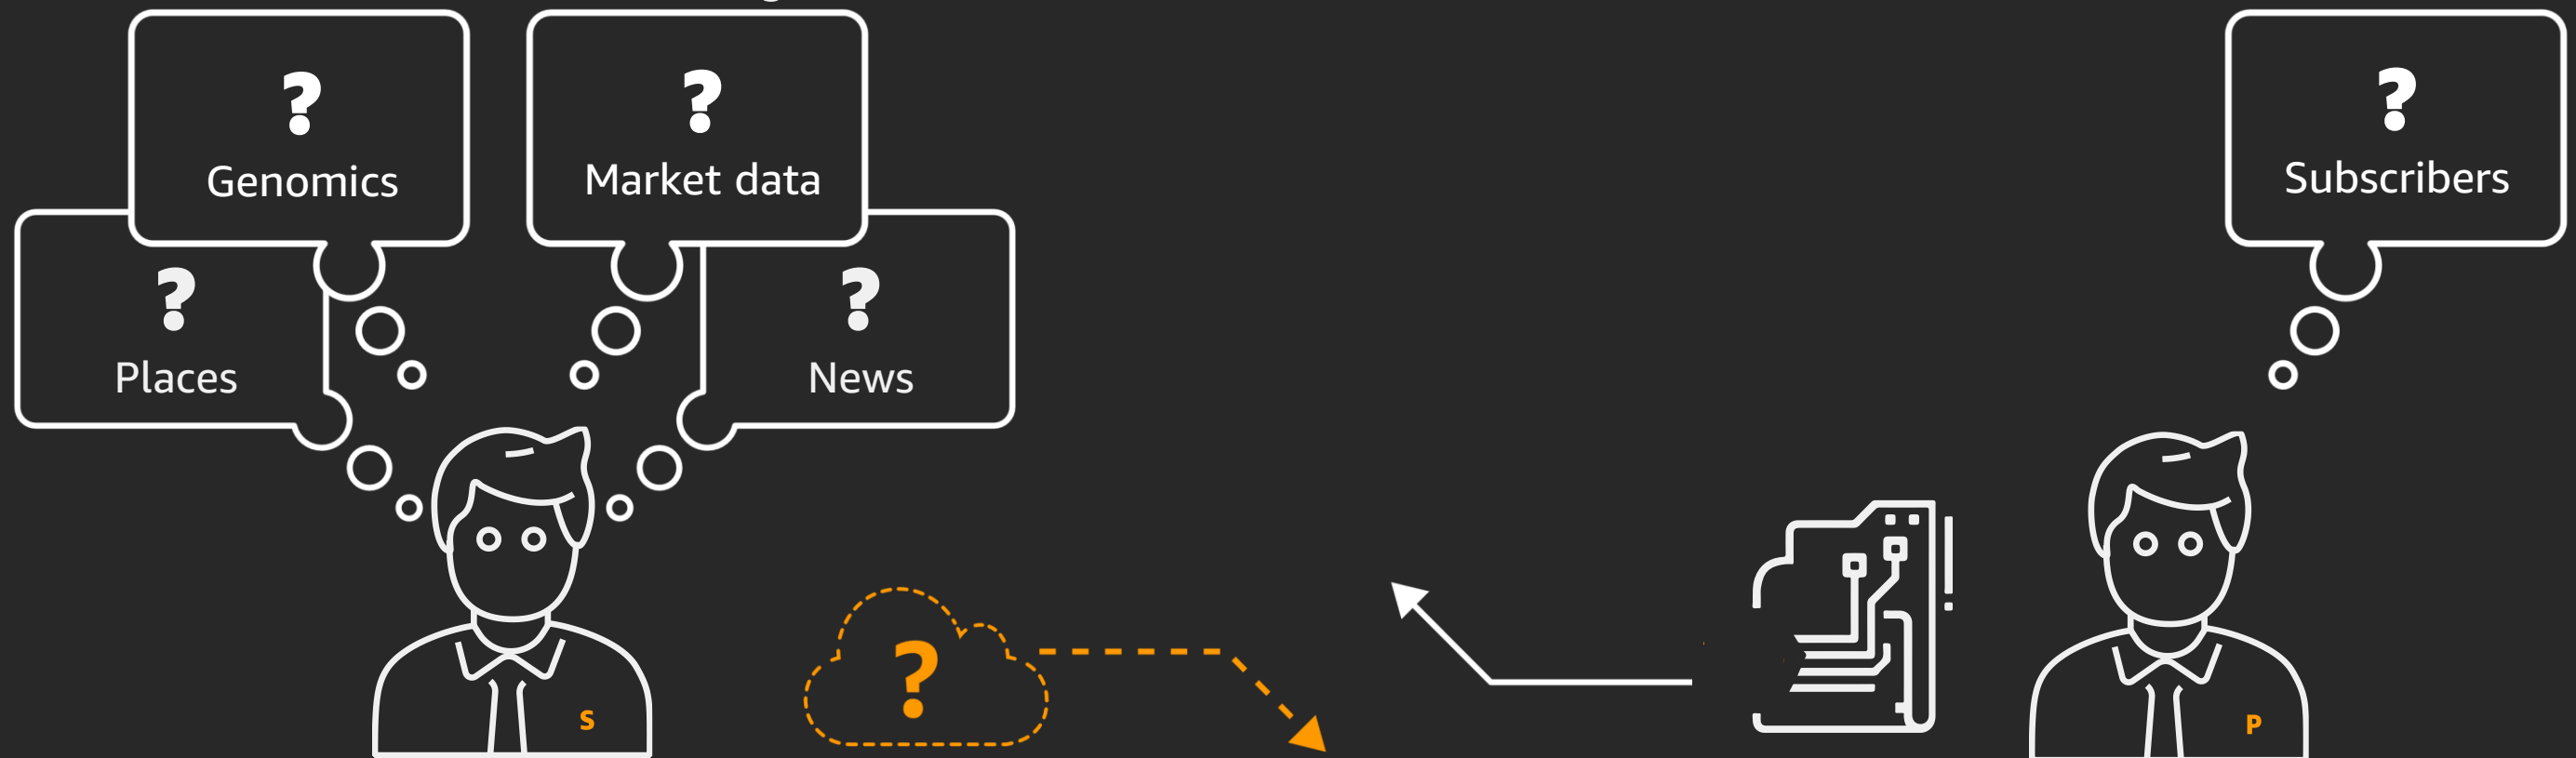 ?
Genomics
?
Market data
?
Subscribers
?
Places
?
News
?
S
P